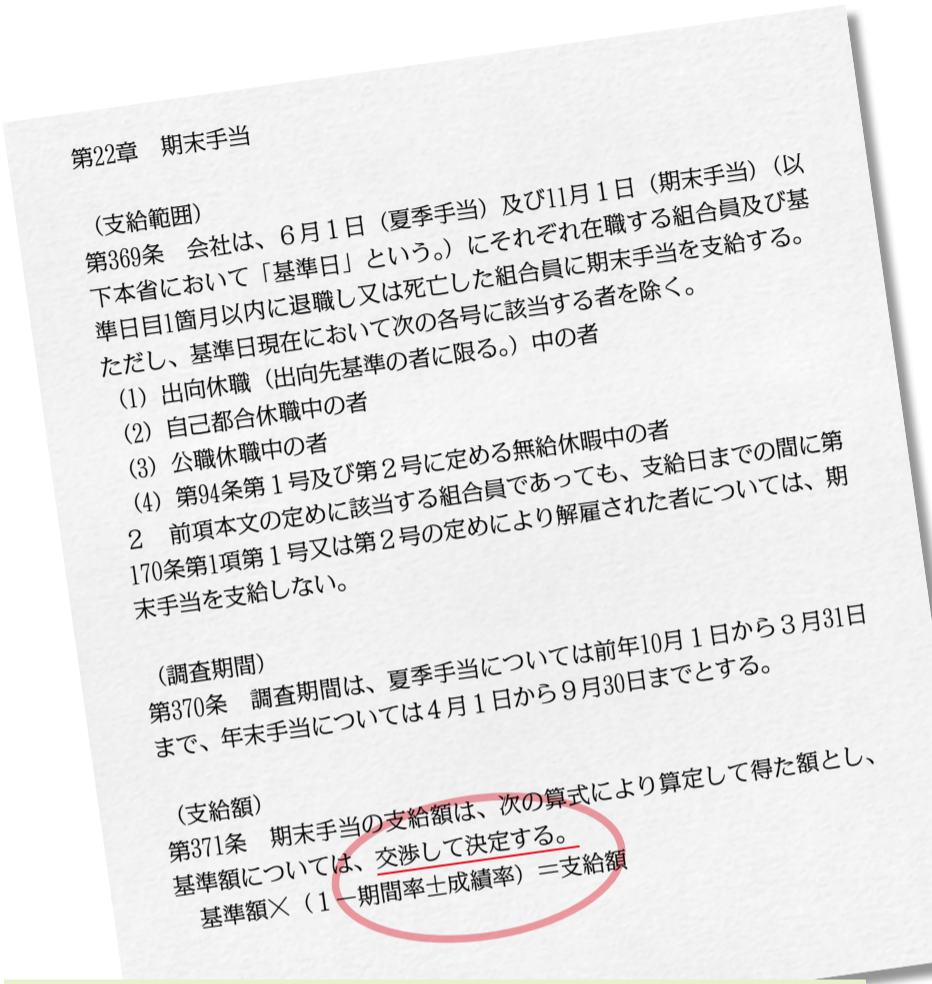 第22章　期末手当
（支給範囲）
第369条　会社は、６月１日（夏季手当）及び11月１日（期末手当）（以
下本省において「基準日」という。）にそれぞれ在職する組合員及び基
準日目1箇月以内に退職し又は死亡した組合員に期末手当を支給する。
ただし、基準日現在において次の各号に該当する者を除く。
(1) 出向休職（出向先基準の者に限る。）中の者
(2) 自己都合休職中の者
(3) 公職休職中の者
(4) 第94条第１号及び第２号に定める無給休暇中の者
２　前項本文の定めに該当する組合員であっても、支給日までの間に第
170条第1項第１号又は第２号の定めにより解雇された者については、期
末手当を支給しない。
（調査期間）
第370条　調査期間は、夏季手当については前年10月１日から３月31日
まで、年末手当については４月１日から９月30日までとする。
（支給額）
第371条　期末手当の支給額は、次の算式により算定して得た額とし、
基準額については、交渉して決定する。
基準額×（１－期間率士成績率）＝支給額